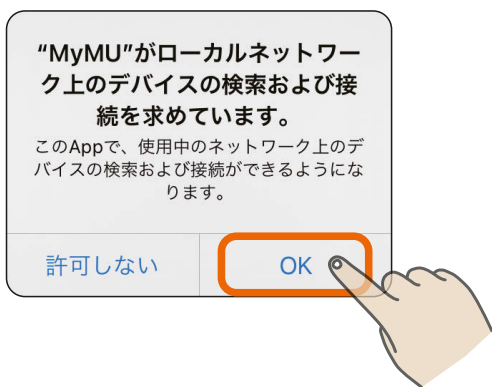 “MyMU”がローカルネットワー
ク上のデバイスの検索および接
続を求めています。
このAppで、使用中のネットワーク上のデ
バイスの検索および接続ができるようにな
ります。
許可しない
OK